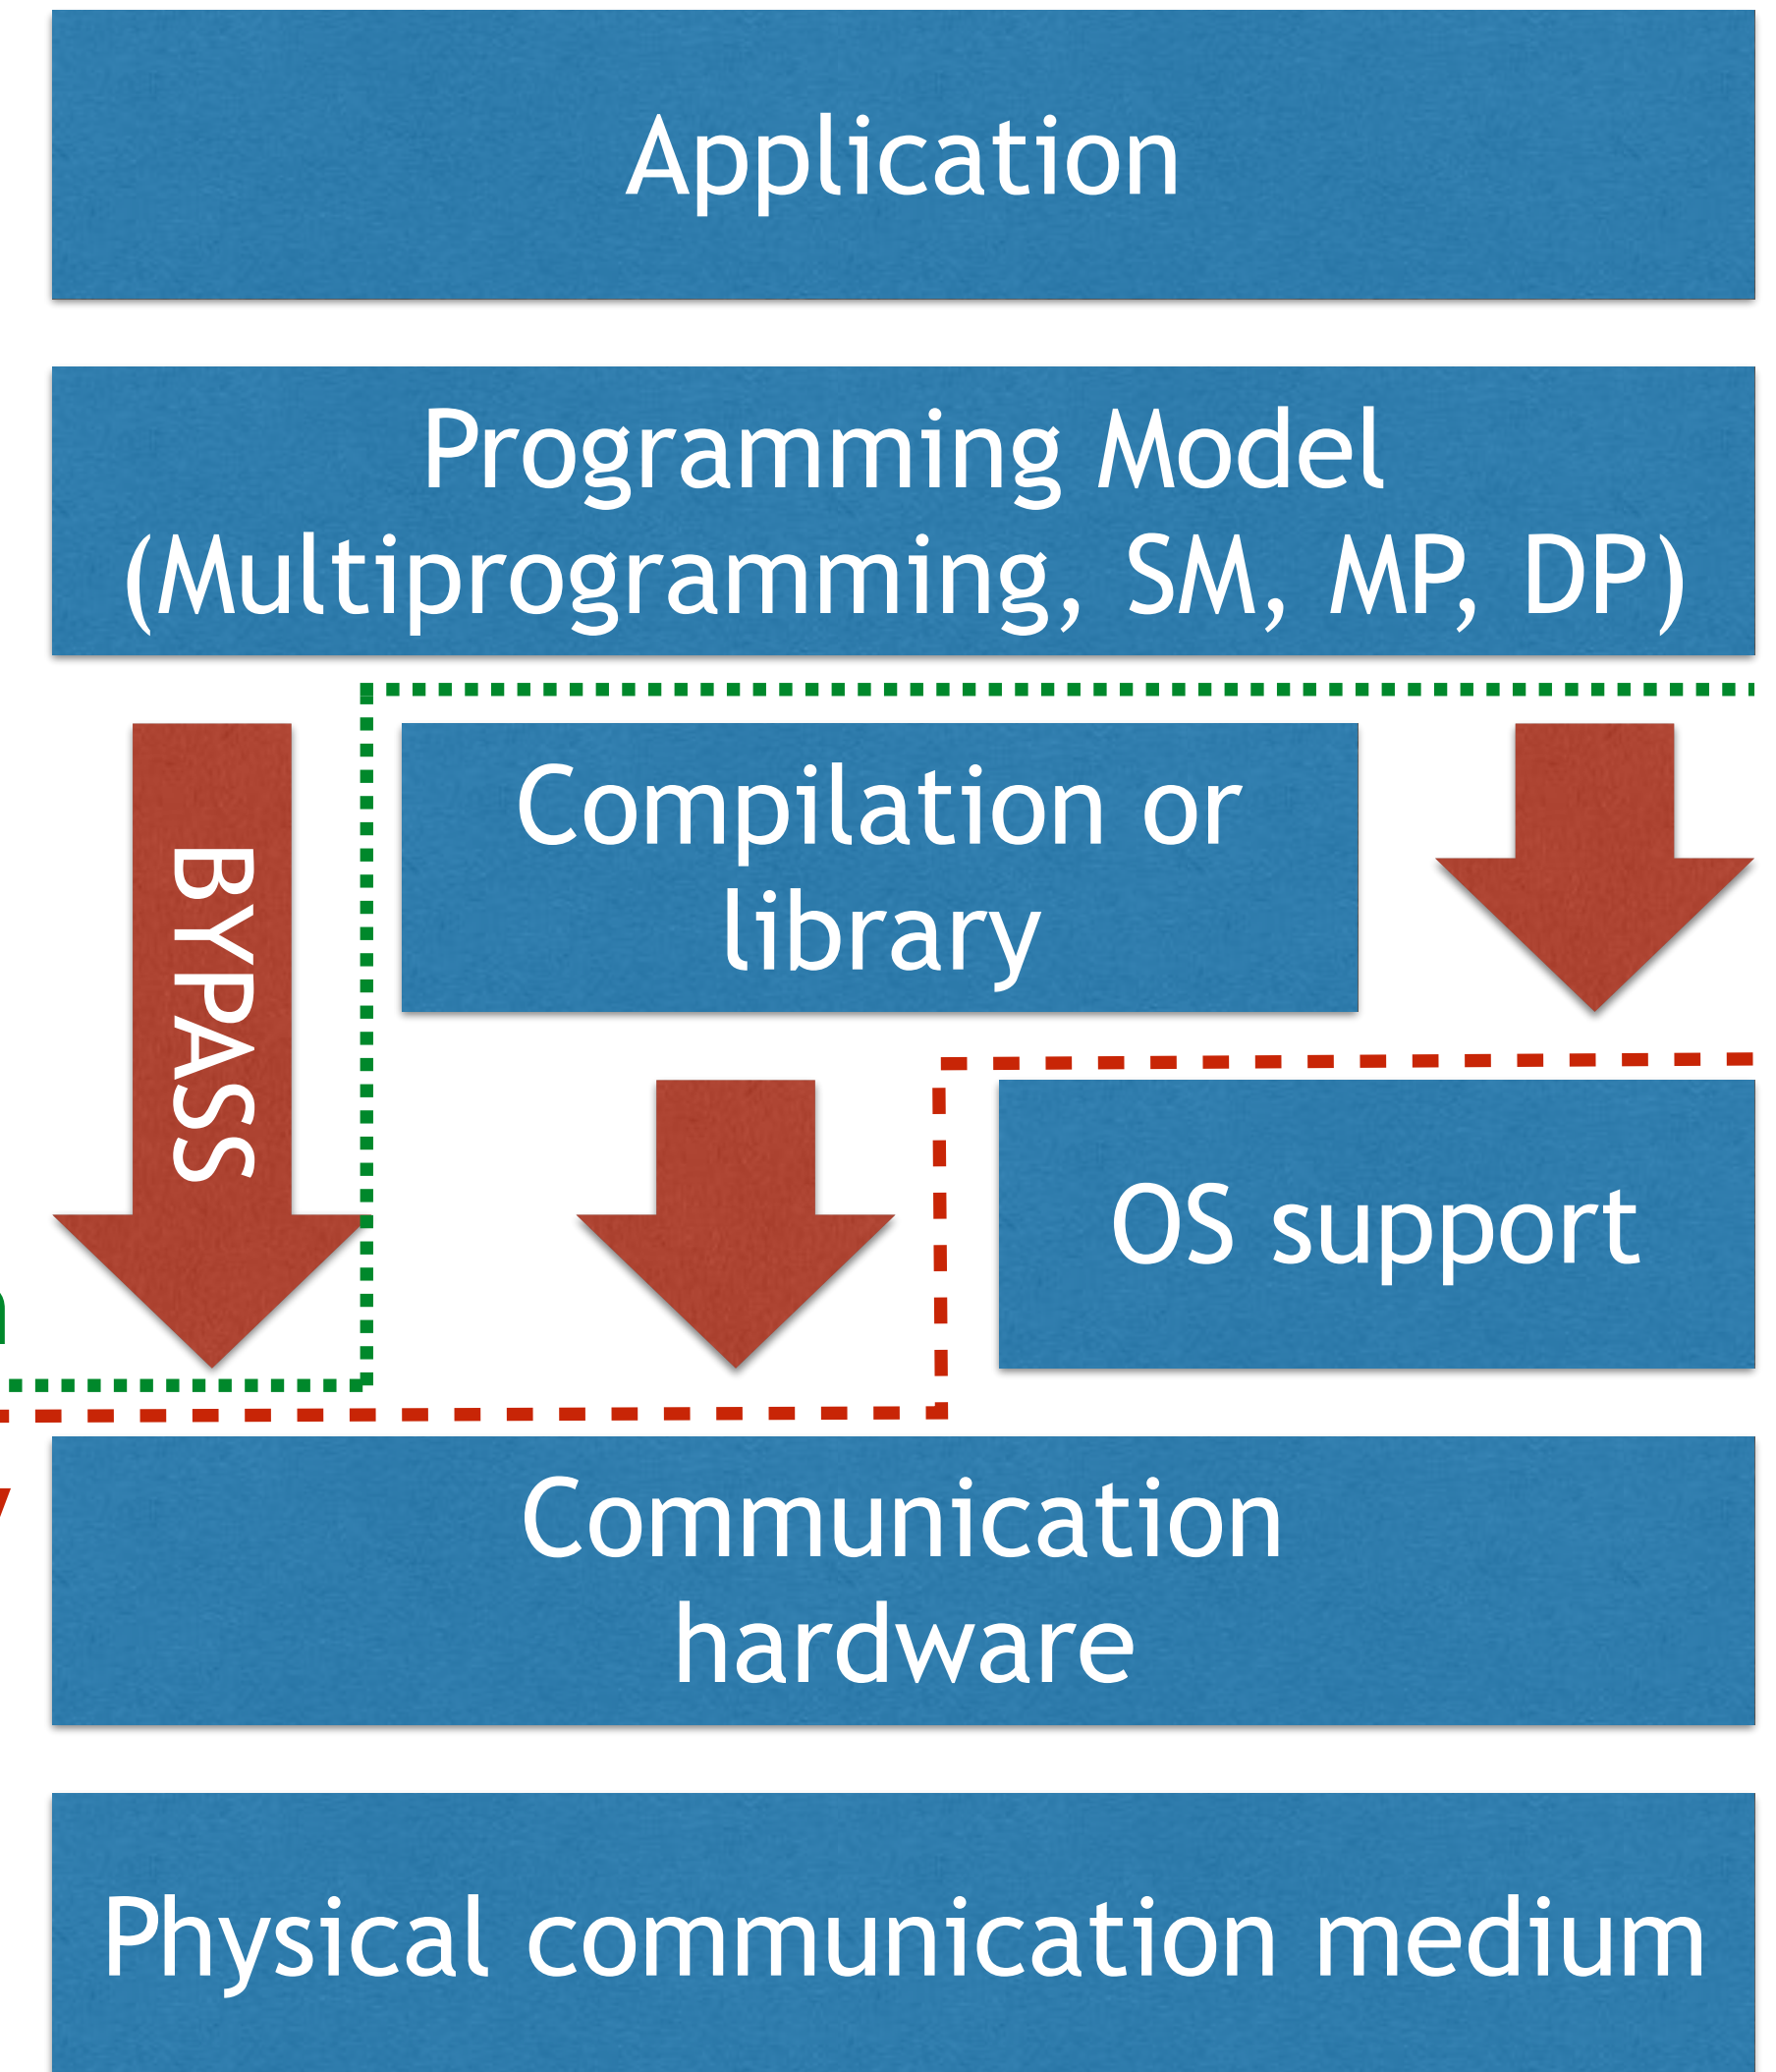 Application
Programming Model
(Multiprogramming, SM, MP, DP)
Compilation or
library
BYPASS
OS support
Communication
hardware
Physical communication medium